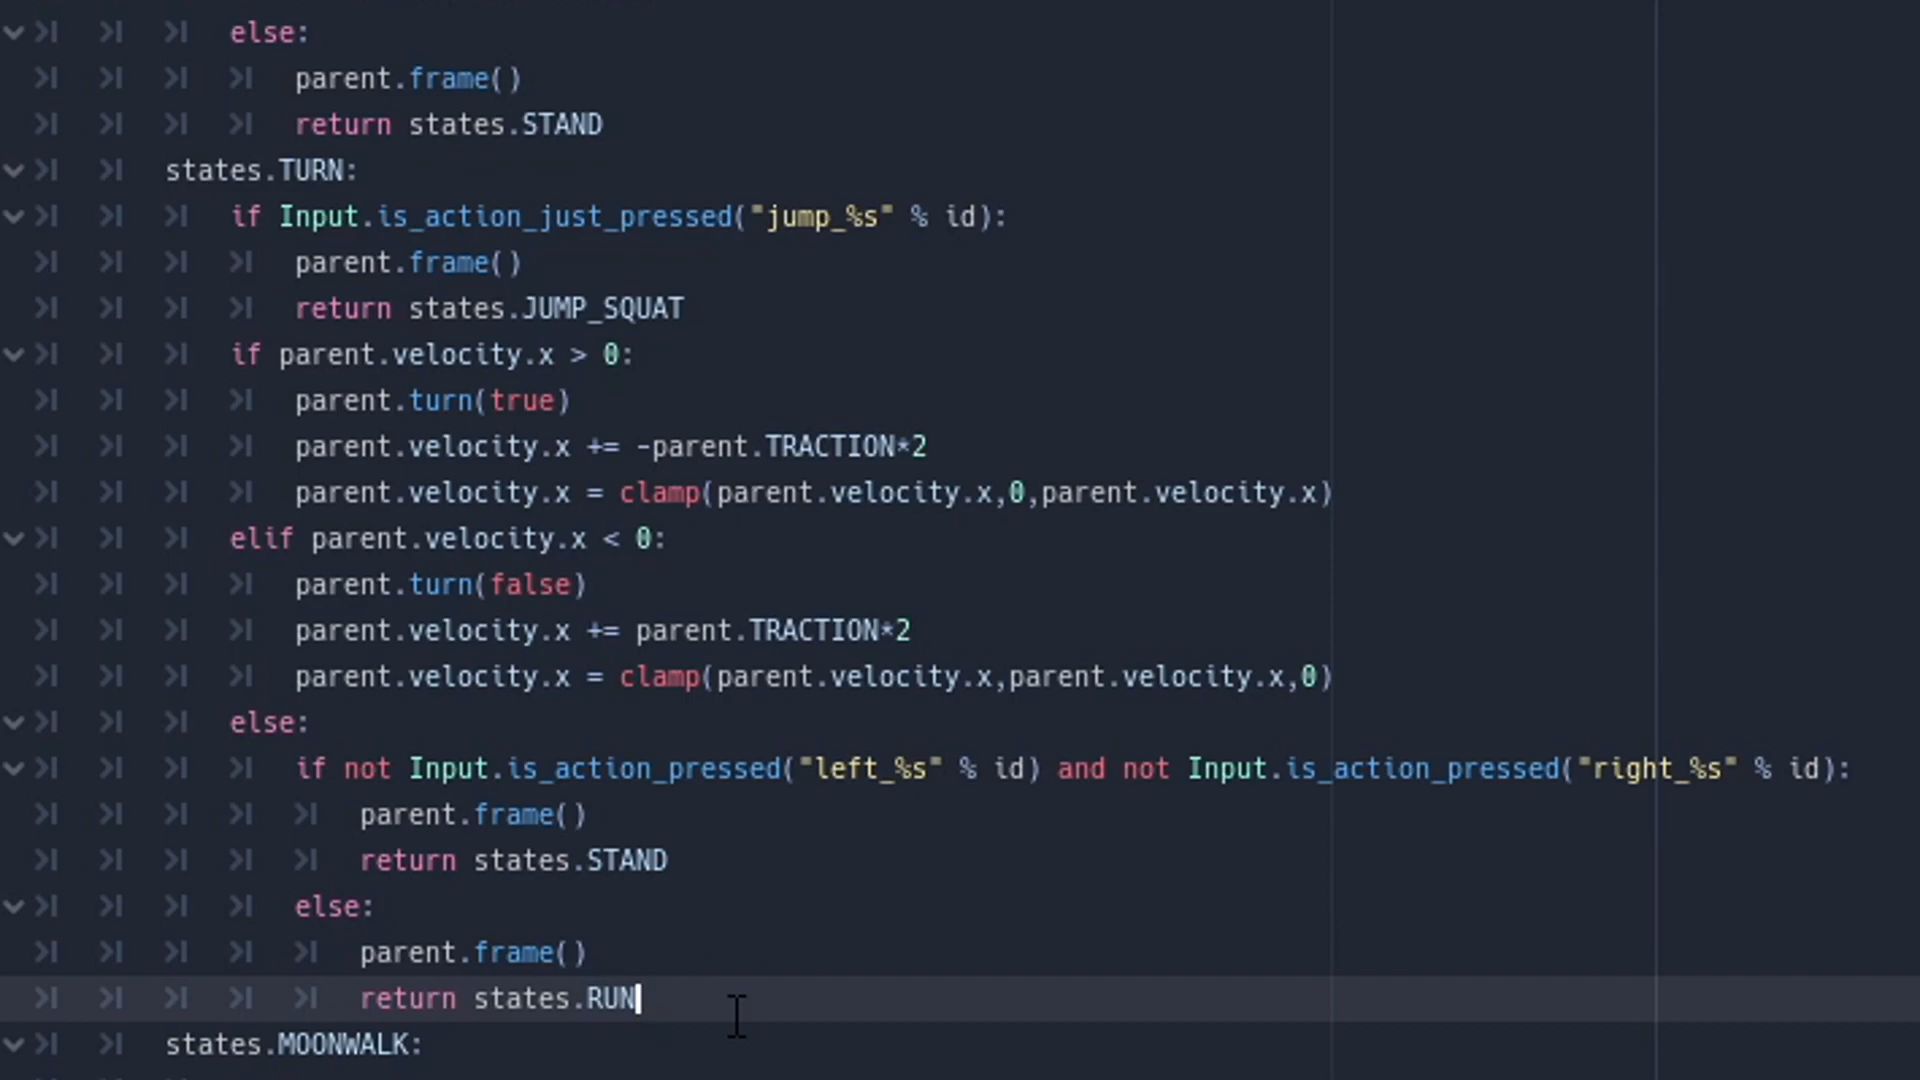 else:
parent.frame()
return states.STAND
states.TURN:
if Input.is_action_just_pressed("jump_%s" % id):
parent.frame()
return states.JUMP_SQUAT
if parent.velocity.x > 0:
parent.turn(true)
parent.velocity.x += -parent.TRACTION*2
parent.velocity.x = clamp(parent.velocity.x,0,parent.velocity.x)
elif parent.velocity.x < 0:
parent.turn(false)
parent.velocity.x += parent.TRACTION*2
parent.velocity.x = clamp(parent.velocity.x,parent.velocity.x,0)
else:
if not Input.is_action_pressed("left_%s" % id) and not Input.is_action_pressed("right_%s" % id):
parent.frame()
return states.STAND
else:
parent.frame()
return states.RUN
states.MOONWALK: